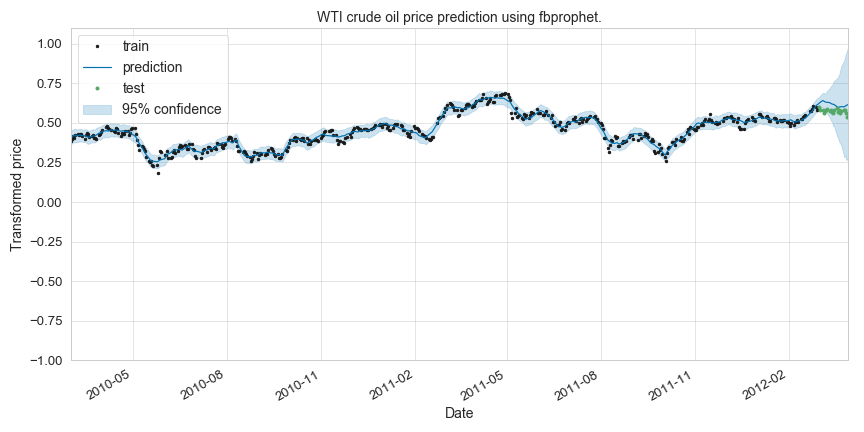 WTI crude oil price prediction using fbprophet.
train
prediction
test
95% confidence
Transformed price
1.00
0.75
0.50
0.25
0.00
−0.25
−0.50
−0.75
−1.00
2010-05
2010-08
2010-11
2011-02
2011-05
2011-08
2011-11
2012-02
Date